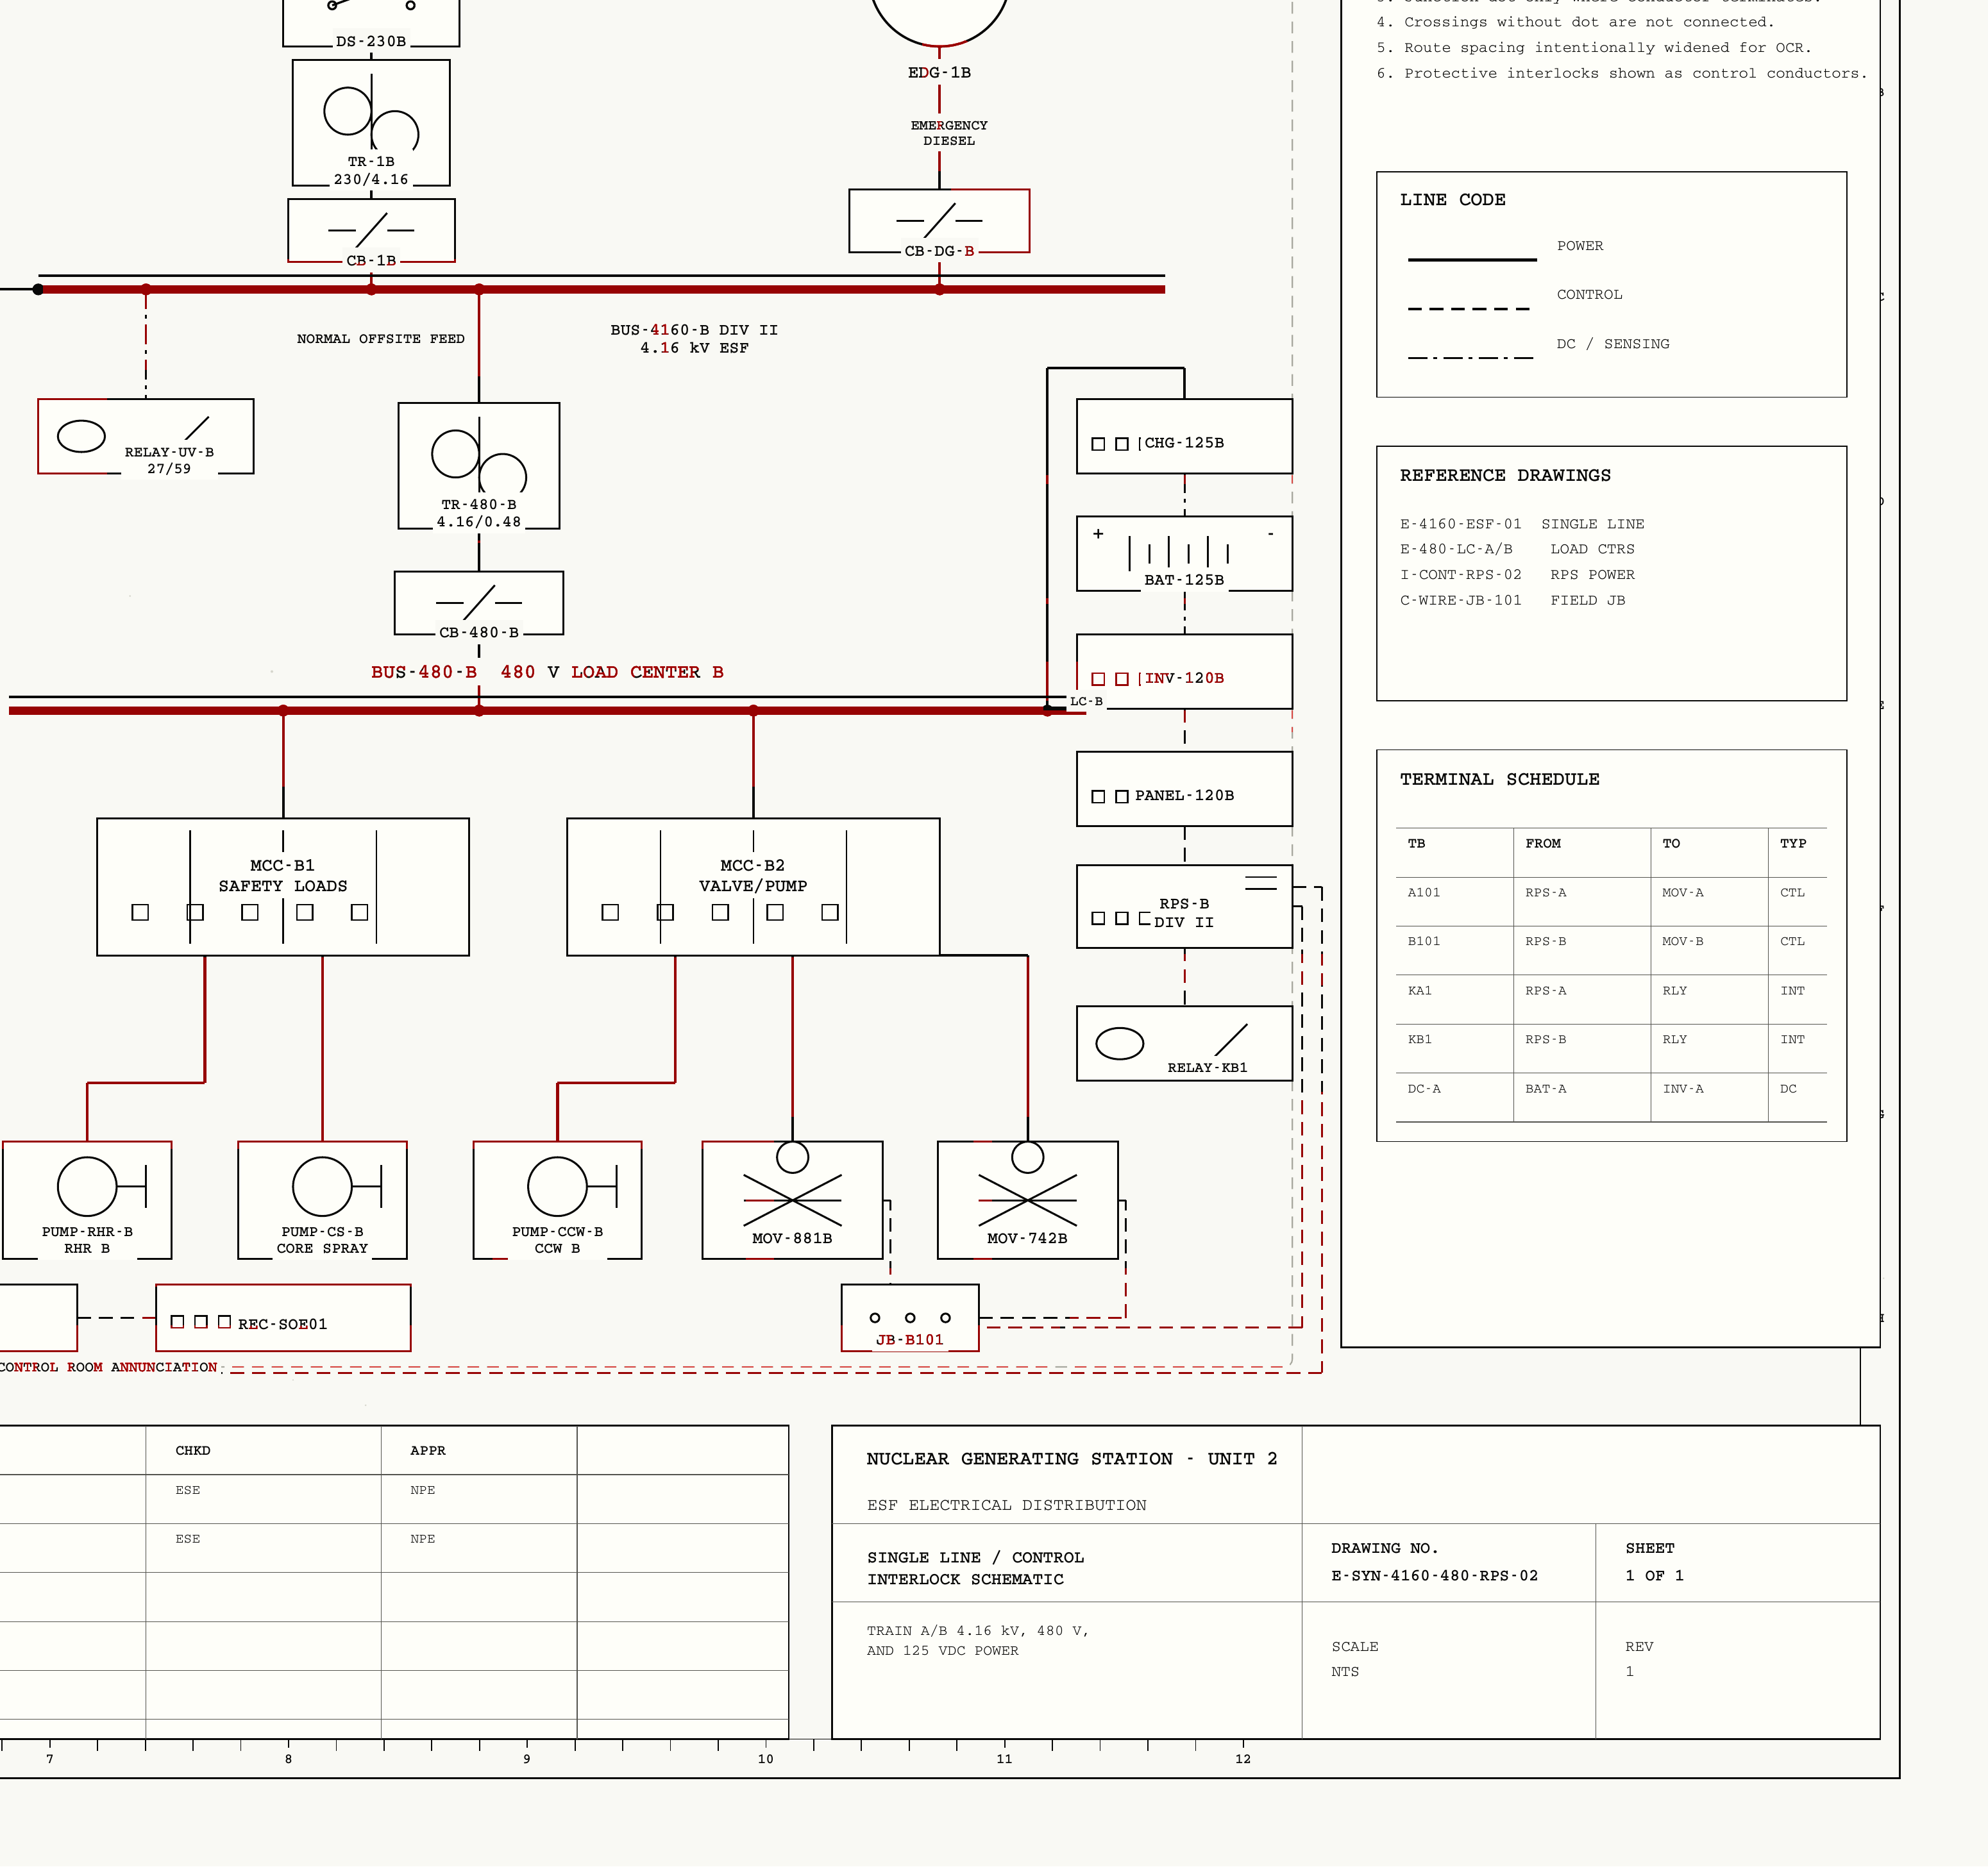 DS-230B
TR-1B
230/4.16
CB-1B
EDG-1B
EMERGENCY
DIESEL
CB-DG-B
NORMAL OFFSITE FEED
BUS-4160-B DIV II
4.16 kV ESF
RELAY-UV-B
27/59
TR-480-B
4.16/0.48
CB-480-B
BUS-480-B 480 V LOAD CENTER B
LC-B
CHG-125B
+ -
BAT-125B
INV-120B
PANEL-120B
RPS-B
DIV II
RELAY-KB1
MCC-B1
SAFETY LOADS
MCC-B2
VALVE/PUMP
PUMP-RHR-B
RHR B
PUMP-CS-B
CORE SPRAY
PUMP-CCW-B
CCW B
MOV-881B
MOV-742B
REC-SOE01
JB-B101
CONTROL ROOM ANNUNCIATION
4. Crossings without dot are not connected.
5. Route spacing intentionally widened for OCR.
6. Protective interlocks shown as control conductors.
LINE CODE
POWER
CONTROL
DC / SENSING
REFERENCE DRAWINGS
E-4160-ESF-01 SINGLE LINE
E-480-LC-A/B LOAD CTRS
I-CONT-RPS-02 RPS POWER
C-WIRE-JB-101 FIELD JB
TERMINAL SCHEDULE
TB FROM TO TYP
A101 RPS-A MOV-A CTL
B101 RPS-B MOV-B CTL
KA1 RPS-A RLY INT
KB1 RPS-B RLY INT
DC-A BAT-A INV-A DC
CHKD APPR
ESE NPE
ESE NPE
NUCLEAR GENERATING STATION - UNIT 2
ESF ELECTRICAL DISTRIBUTION
SINGLE LINE / CONTROL
INTERLOCK SCHEMATIC
TRAIN A/B 4.16 kV, 480 V,
AND 125 VDC POWER
DRAWING NO.
E-SYN-4160-480-RPS-02
SHEET
1 OF 1
SCALE
NTS
REV
1
7 8 9 10 11 12